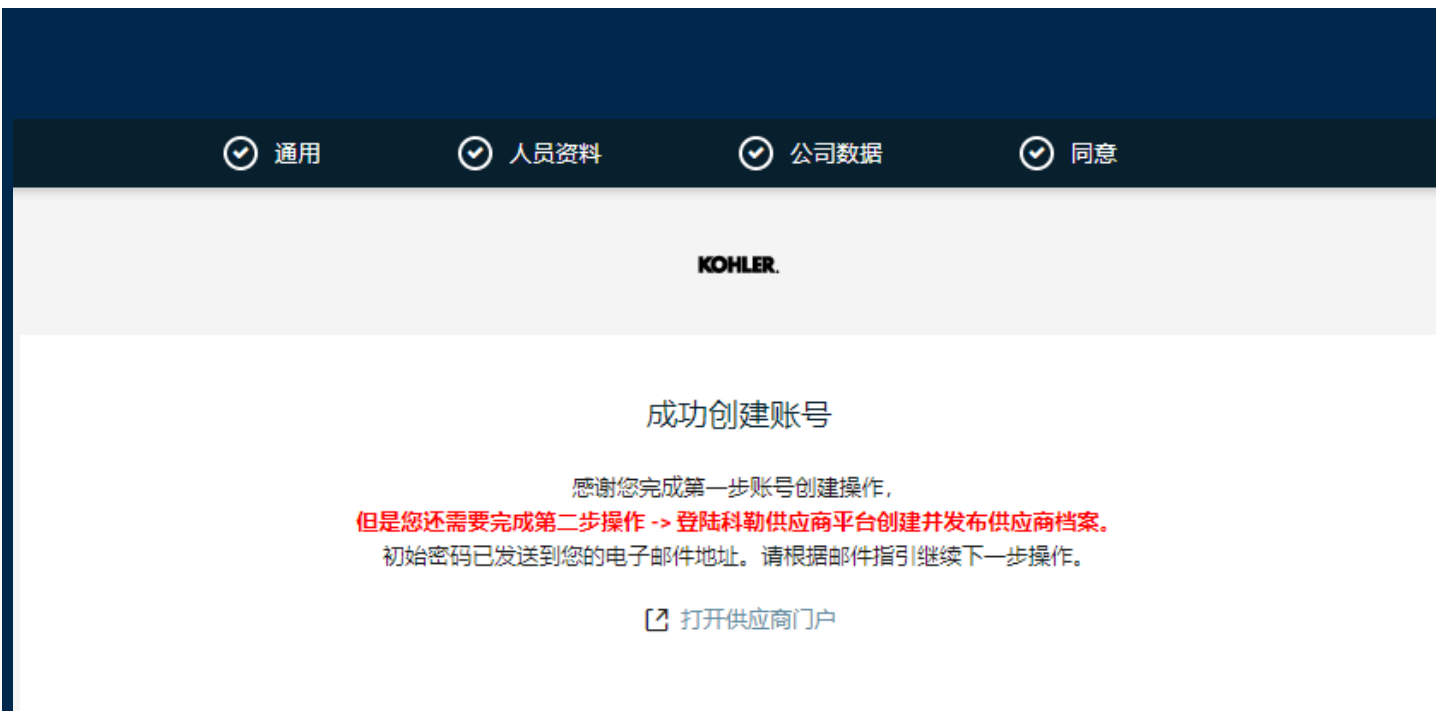 通用 人员资料 公司数据 同意
KOHLER.
成功创建账号
感谢您完成第一步账号创建操作，
但是您还需要完成第二步操作 -> 登陆科勒供应商平台创建并发布供应商档案。
初始密码已发送到您的电子邮件地址。请根据邮件指引继续下一步操作。
打开供应商门户